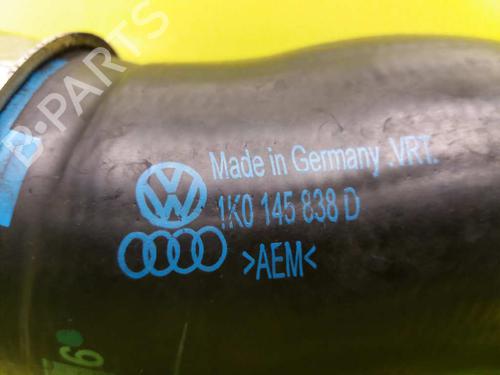 B-PARTS
Made in Germany .VRT.
1K0 145 838 D
>AEM<